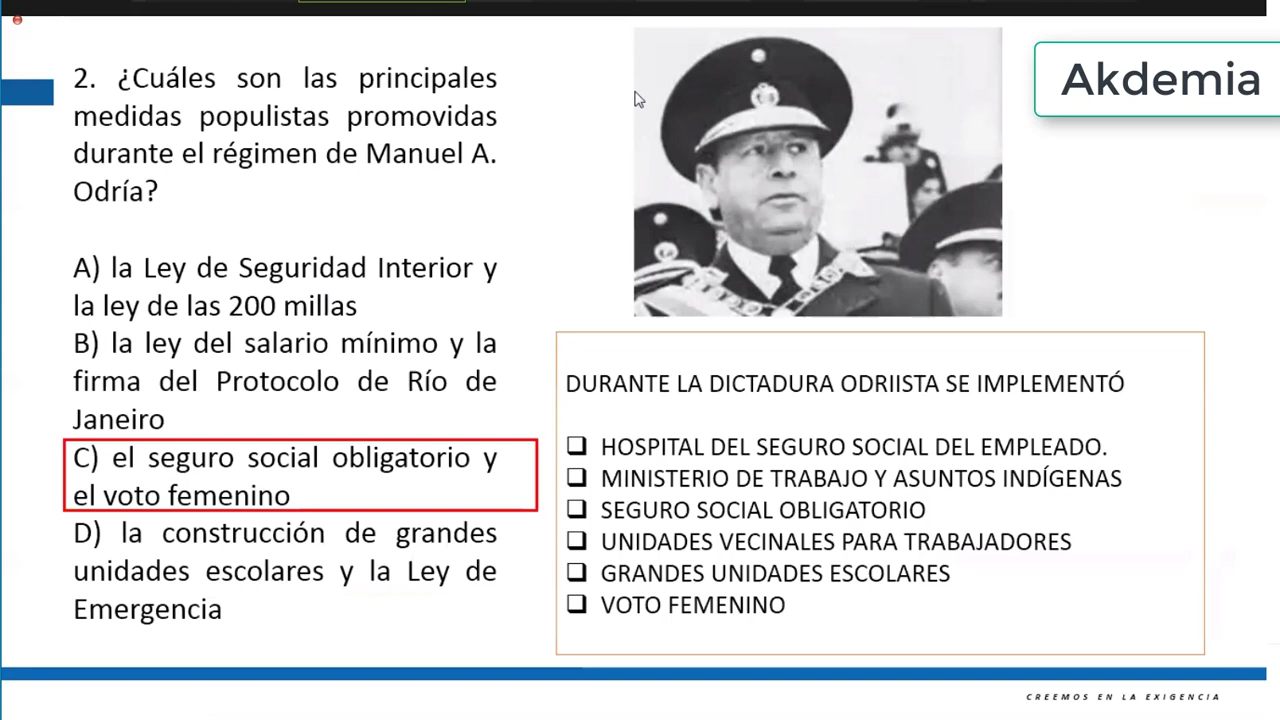 2. ¿Cuáles son las principales
medidas populistas promovidas
durante el régimen de Manuel A.
Odría?
A) la Ley de Seguridad Interior y
la ley de las 200 millas
B) la ley del salario mínimo y la
firma del Protocolo de Río de
Janeiro
C) el seguro social obligatorio y
el voto femenino
D) la construcción de grandes
unidades escolares y la Ley de
Emergencia
Akdemia
DURANTE LA DICTADURA ODRIISTA SE IMPLEMENTÓ
❑ HOSPITAL DEL SEGURO SOCIAL DEL EMPLEADO.
❑ MINISTERIO DE TRABAJO Y ASUNTOS INDÍGENAS
❑ SEGURO SOCIAL OBLIGATORIO
❑ UNIDADES VECINALES PARA TRABAJADORES
❑ GRANDES UNIDADES ESCOLARES
❑ VOTO FEMENINO
CREEMOS EN LA EXIGENCIA